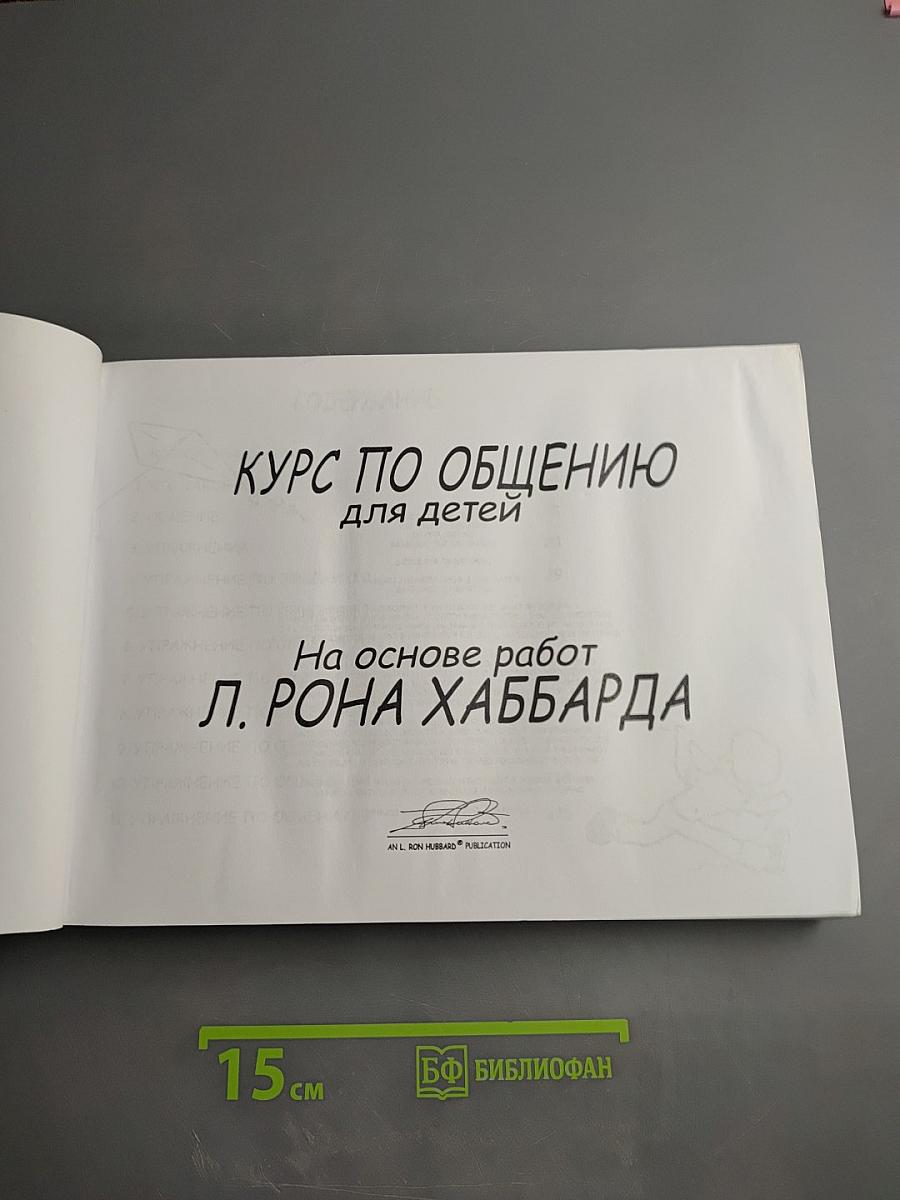 КУРС ПО ОБЩЕНИЮ
для детей
На основе работ
Л. РОНА ХАББАРДА
AN L. RON HUBBARD® PUBLICATION
15 см
БФ БИБЛИОФАН